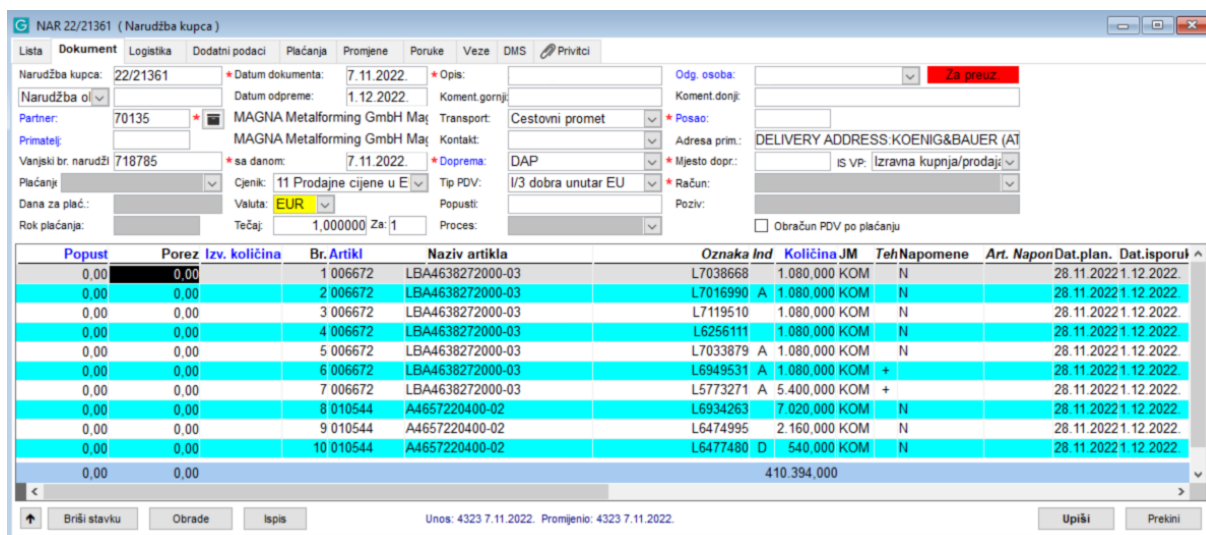 NAR 22/21361 ( Narudžba kupca )
Lista Dokument Logistika Dodatni podaci Plaćanja Promjene Poruke Veze DMS Privitci
Narudžba kupca: 22/21361 * Datum dokumenta: 7.11.2022. * Opis: Odg. osoba: Za preuz.
Narudžba ol Datum odpreme: 1.12.2022. Koment.gornji: Koment.donji:
Partner: 70135 * MAGNA Metalforming GmbH Mag Transport: Cestovni promet * Posao:
Primatelj: MAGNA Metalforming GmbH Mag Kontakt: Adresa prim.: DELIVERY ADDRESS:KOENIG&BAUER (AT
Vanjski br. narudži 718785 * sa danom: 7.11.2022. * Doprema: DAP * Mjesto dopr.: IS VP: Izravna kupnja/prodaja
Plaćanje Cjenik: 11 Prodajne cijene u E Tip PDV: I/3 dobra unutar EU * Račun:
Dana za plać.: Valuta: EUR Popusti: Poziv:
Rok plaćanja: Tečaj: 1,000000 Za: 1 Proces: Obračun PDV po plaćanju
Popust Porez Izv. količina Br. Artikl Naziv artikla Oznaka Ind Količina JM Teh Napomene Art. Napon Dat.plan. Dat.isporuk
0,00 0,00 1 006672 LBA4638272000-03 L7038668 1.080,000 KOM N 28.11.2022 1.12.2022.
0,00 0,00 2 006672 LBA4638272000-03 L7016990 A 1.080,000 KOM N 28.11.2022 1.12.2022.
0,00 0,00 3 006672 LBA4638272000-03 L7119510 1.080,000 KOM N 28.11.2022 1.12.2022.
0,00 0,00 4 006672 LBA4638272000-03 L6256111 1.080,000 KOM N 28.11.2022 1.12.2022.
0,00 0,00 5 006672 LBA4638272000-03 L7033879 A 1.080,000 KOM N 28.11.2022 1.12.2022.
0,00 0,00 6 006672 LBA4638272000-03 L6949531 A 1.080,000 KOM + 28.11.2022 1.12.2022.
0,00 0,00 7 006672 LBA4638272000-03 L5773271 A 5.400,000 KOM + 28.11.2022 1.12.2022.
0,00 0,00 8 010544 A4657220400-02 L6934263 7.020,000 KOM N 28.11.2022 1.12.2022.
0,00 0,00 9 010544 A4657220400-02 L6474995 2.160,000 KOM N 28.11.2022 1.12.2022.
0,00 0,00 10 010544 A4657220400-02 L6477480 D 540,000 KOM N 28.11.2022 1.12.2022.
0,00 0,00 410.394,000
Briši stavku Obrade Ispis Unos: 4323 7.11.2022. Promijenio: 4323 7.11.2022. Upiši Prekini